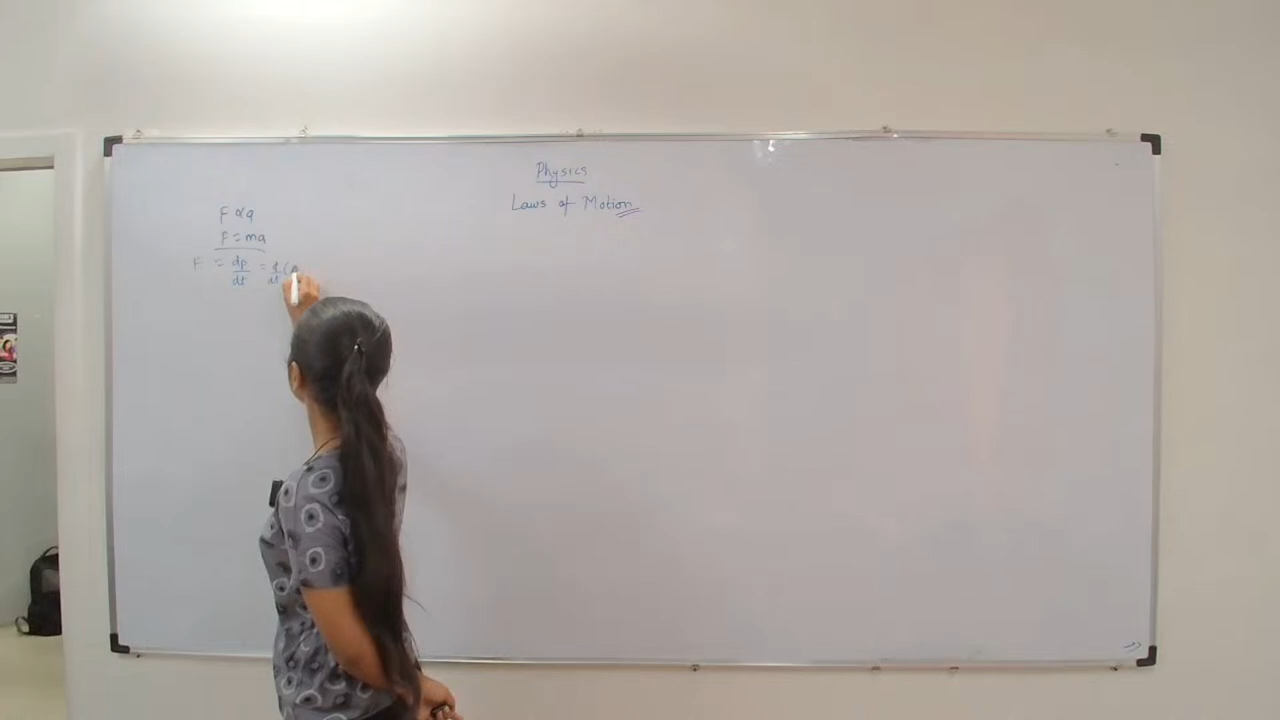 Physics
Laws of Motion
F ∝ a
F = ma
F = dp/dt = d/dt (